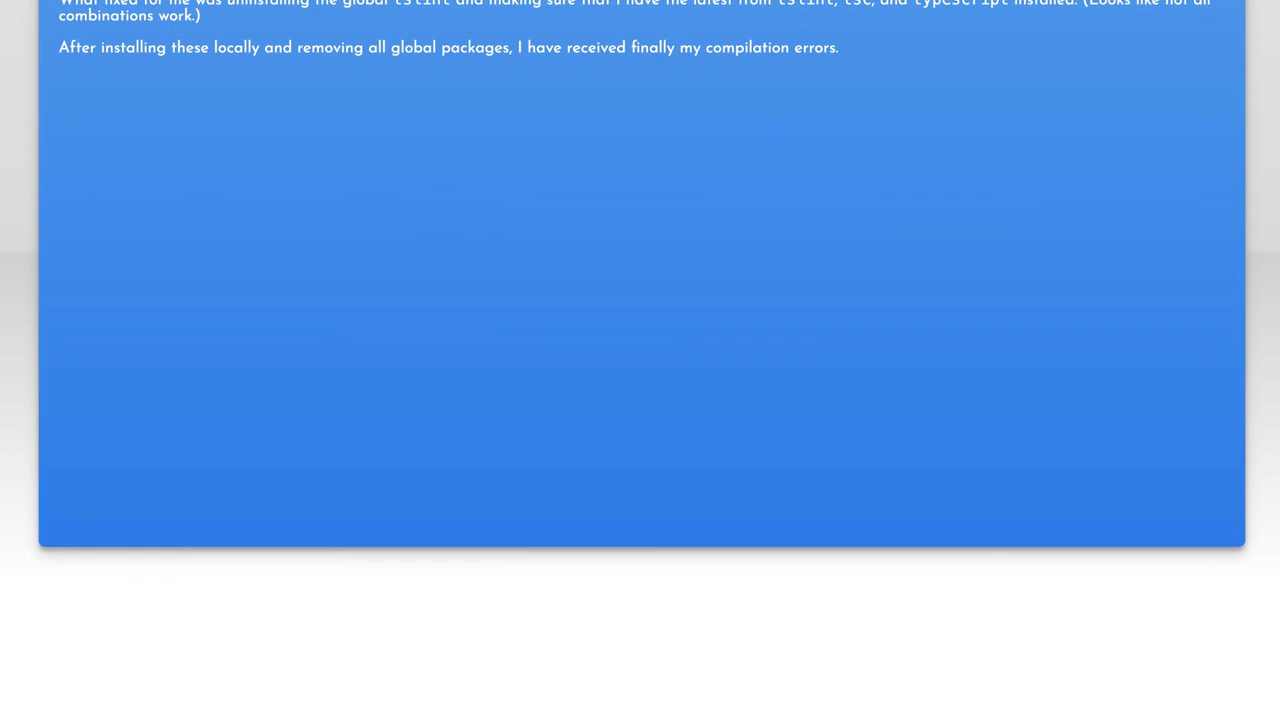 What fixed for me was uninstalling the global tslint and making sure that I have the latest from tslint, tsc, and typescript installed. (Looks like not all
combinations work.)
After installing these locally and removing all global packages, I have received finally my compilation errors.